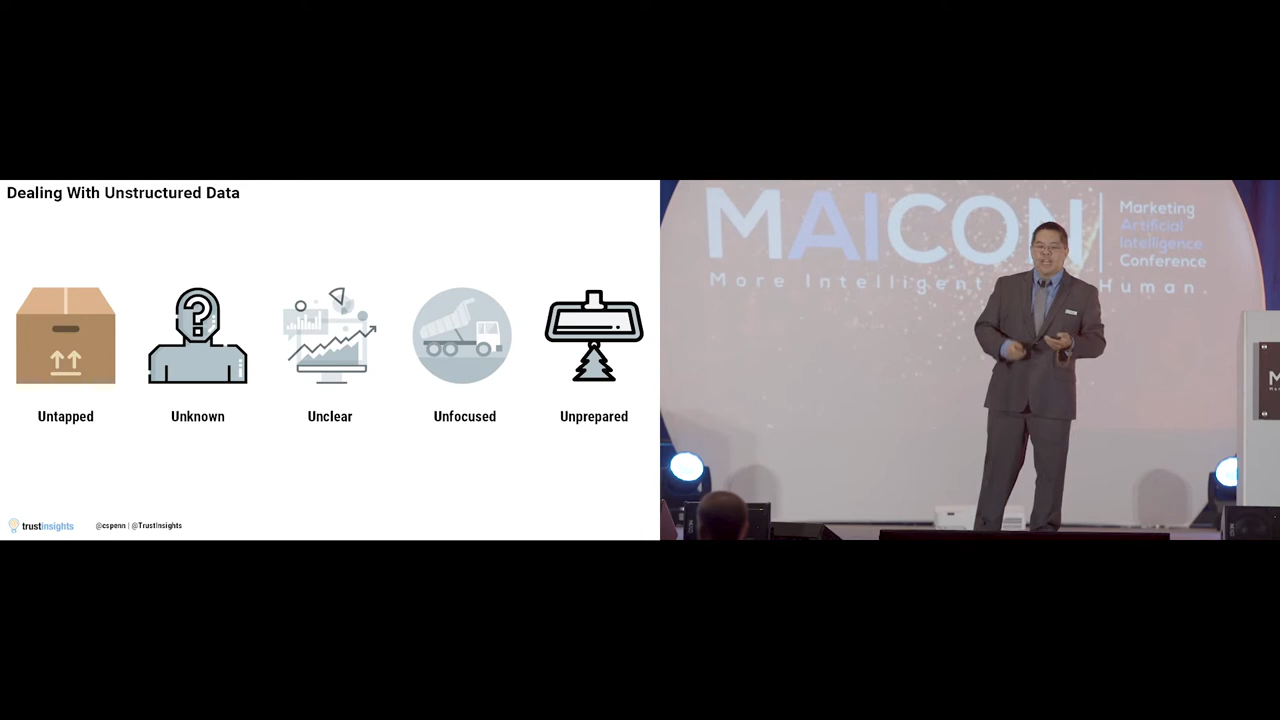 Dealing With Unstructured Data
Untapped
Unknown
Unclear
Unfocused
Unprepared
trustinsights
@cspenn | @TrustInsights
MAICON
Marketing
Artificial
Intelligence
Conference
More Intelligent
Human.